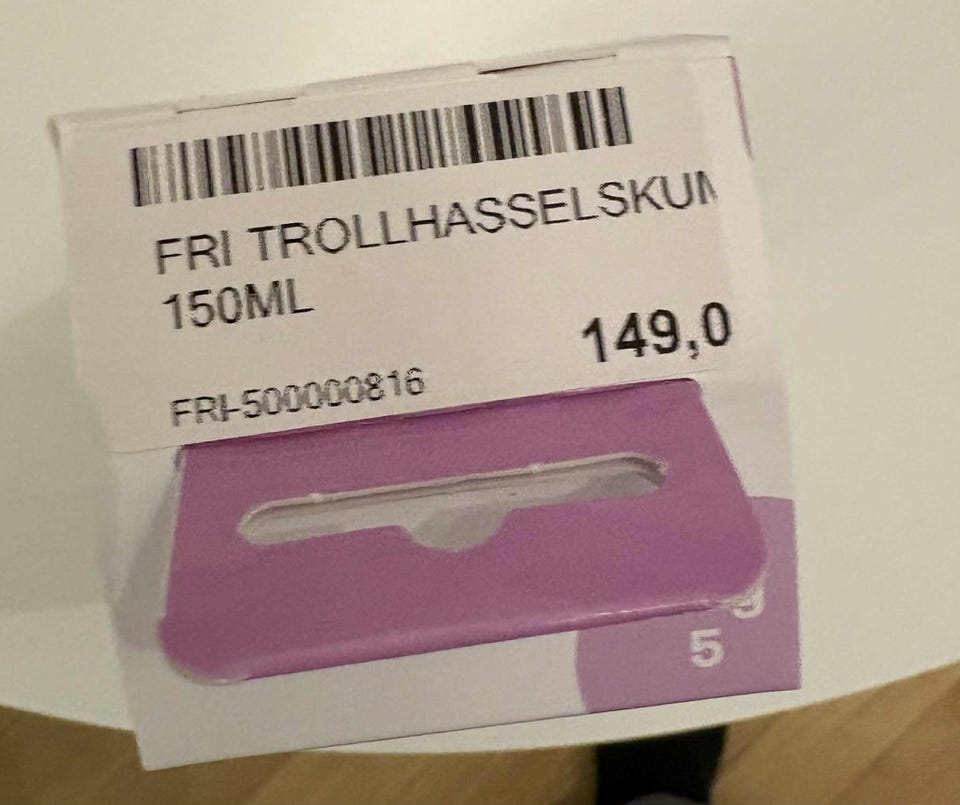 FRI TROLLHASSELSKUM
150ML
149,0
FRI-500000816
5